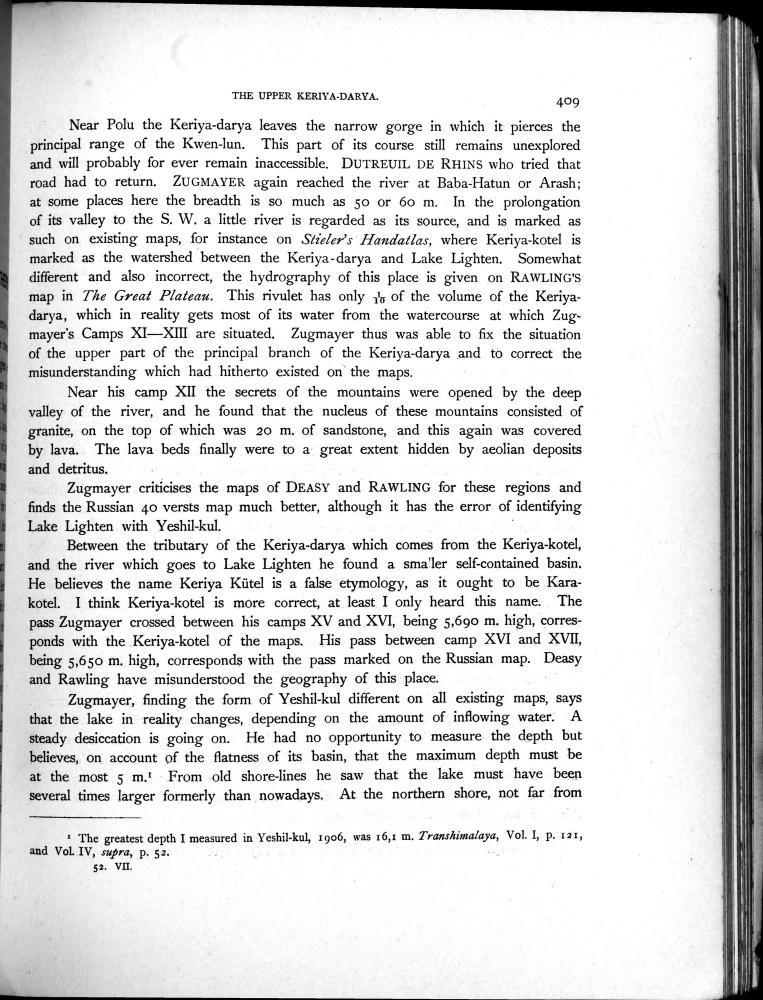 THE UPPER KERIYA-DARYA.
409
Near Polu the Keriya-darya leaves the narrow gorge in which it pierces the
principal range of the Kwen-lun. This part of its course still remains unexplored
and will probably for ever remain inaccessible. DUTREUIL DE RHINS who tried that
road had to return. ZUGMAYER again reached the river at Baba-Hatun or Arash;
at some places here the breadth is so much as 50 or 60 m. In the prolongation
of its valley to the S. W. a little river is regarded as its source, and is marked as
such on existing maps, for instance on Stieler's Handatlas, where Keriya-kotel is
marked as the watershed between the Keriya-darya and Lake Lighten. Somewhat
different and also incorrect, the hydrography of this place is given on RAWLING'S
map in The Great Plateau. This rivulet has only 1/10 of the volume of the Keriya-
darya, which in reality gets most of its water from the watercourse at which Zug-
mayer's Camps XI—XIII are situated. Zugmayer thus was able to fix the situation
of the upper part of the principal branch of the Keriya-darya and to correct the
misunderstanding which had hitherto existed on the maps.
Near his camp XII the secrets of the mountains were opened by the deep
valley of the river, and he found that the nucleus of these mountains consisted of
granite, on the top of which was 20 m. of sandstone, and this again was covered
by lava. The lava beds finally were to a great extent hidden by aeolian deposits
and detritus.
Zugmayer criticises the maps of DEASY and RAWLING for these regions and
finds the Russian 40 versts map much better, although it has the error of identifying
Lake Lighten with Yeshil-kul.
Between the tributary of the Keriya-darya which comes from the Keriya-kotel,
and the river which goes to Lake Lighten he found a sma'ler self-contained basin.
He believes the name Keriya Kütel is a false etymology, as it ought to be Kara-
kotel. I think Keriya-kotel is more correct, at least I only heard this name. The
pass Zugmayer crossed between his camps XV and XVI, being 5,690 m. high, corres-
ponds with the Keriya-kotel of the maps. His pass between camp XVI and XVII,
being 5,650 m. high, corresponds with the pass marked on the Russian map. Deasy
and Rawling have misunderstood the geography of this place.
Zugmayer, finding the form of Yeshil-kul different on all existing maps, says
that the lake in reality changes, depending on the amount of inflowing water. A
steady desiccation is going on. He had no opportunity to measure the depth but
believes, on account of the flatness of its basin, that the maximum depth must be
at the most 5 m.¹ From old shore-lines he saw that the lake must have been
several times larger formerly than nowadays. At the northern shore, not far from
¹ The greatest depth I measured in Yeshil-kul, 1906, was 16,1 m. Transhimalaya, Vol. I, p. 121,
and Vol. IV, supra, p. 52.
52. VII.